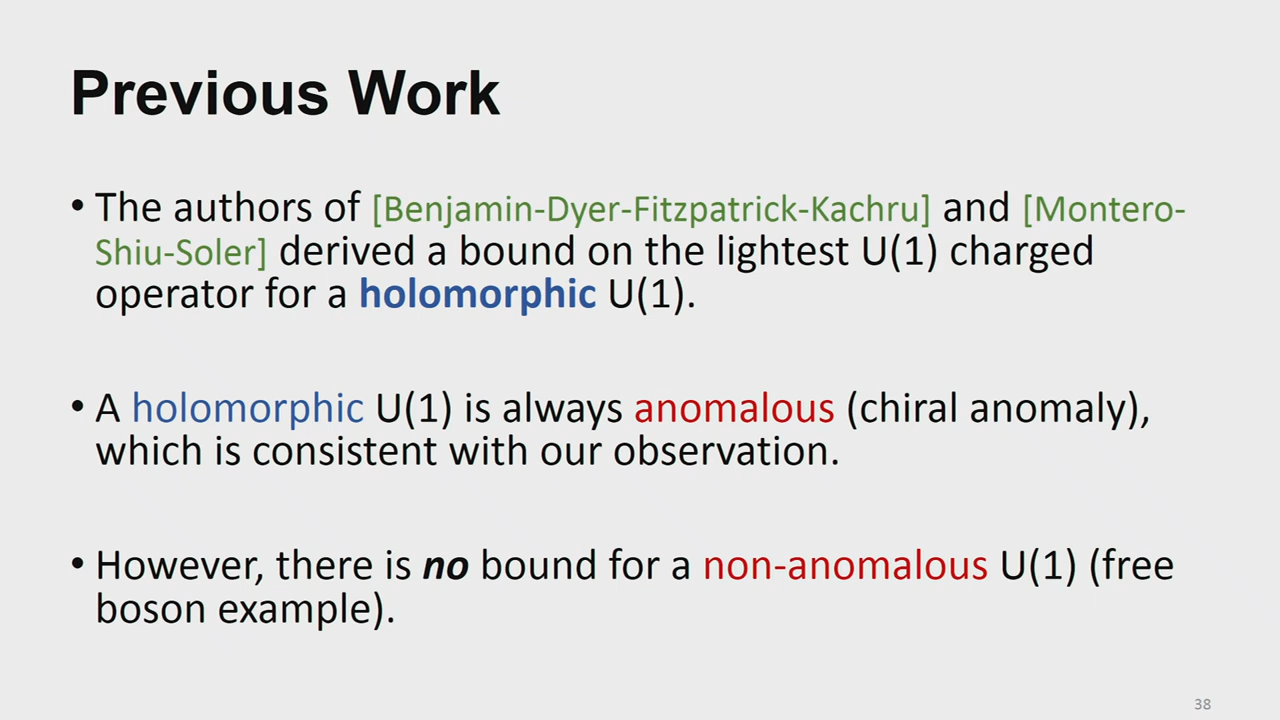 Previous Work
• The authors of [Benjamin-Dyer-Fitzpatrick-Kachru] and [Montero-
Shiu-Soler] derived a bound on the lightest U(1) charged
operator for a holomorphic U(1).
• A holomorphic U(1) is always anomalous (chiral anomaly),
which is consistent with our observation.
• However, there is no bound for a non-anomalous U(1) (free
boson example).
38